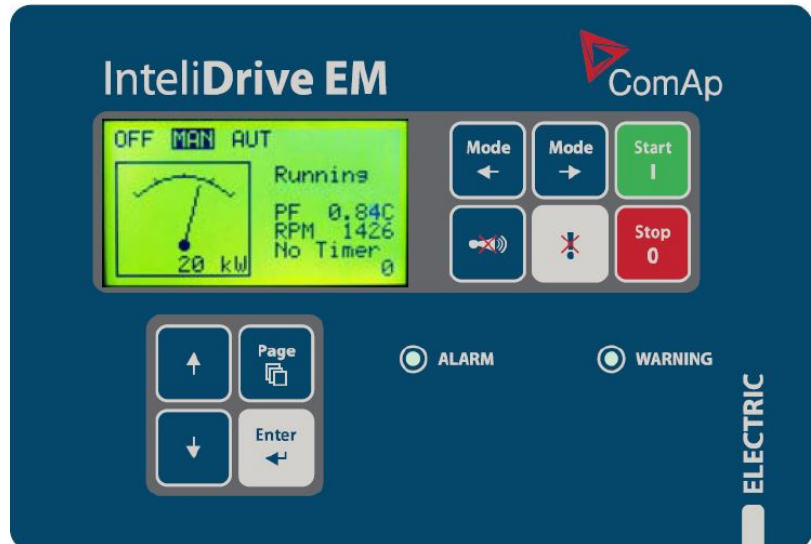 InteliDrive EM
ComAp
OFF MAN AUT
Running
PF 0.84C
RPM 1426
No Timer
0
20 kW
Mode
Mode
Start
I
Stop
0
Page
Enter
ALARM
WARNING
ELECTRIC